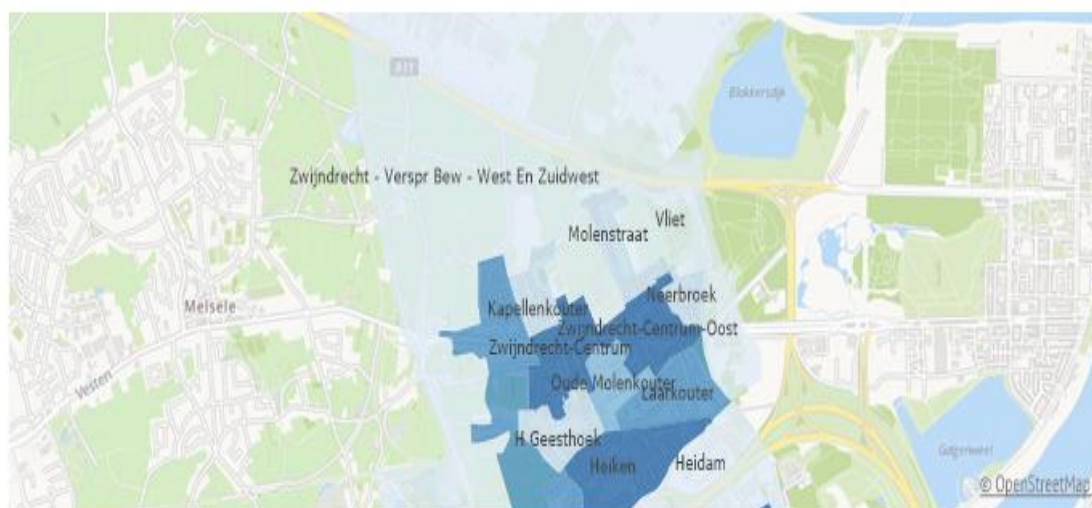 A11
Blokkersdijk
Zwijndrecht - Verspr Bew - West En Zuidwest
Vliet
Molenstraat
Neerbroek
Melsele
Kapellenkouter
Zwijndrecht-Centrum-Oost
Zwijndrecht-Centrum
Vesten
Oude Molenkouter
Laarkouter
H Geesthoek
Heiken
Heidam
Galgenweel
© OpenStreetMap